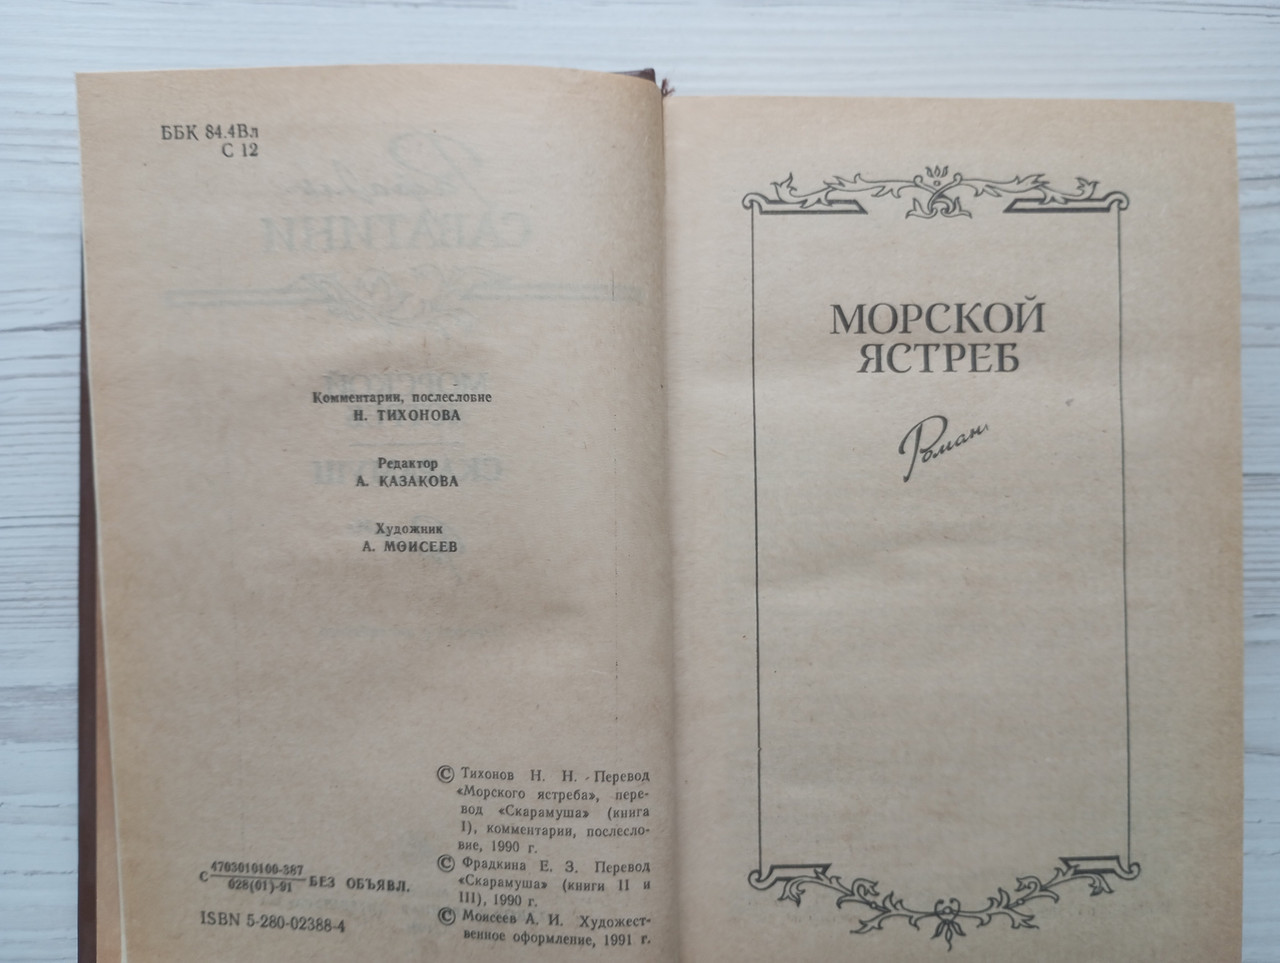 ББК 84.4Вл
С 12
САБАТИНИ
МОРСКОЙ
Комментарии, послесловие
Н. ТИХОНОВА
Редактор
А. КАЗАКОВА
Художник
А. МОИСЕЕВ
© Тихонов Н. Н. Перевод
«Морского ястреба», пере-
вод «Скарамуша» (книга
I), комментарии, послесло-
вие, 1990 г.
© Фрадкина Е. З. Перевод
«Скарамуша» (книги II и
III), 1990 г.
© Моисеев А. И. Художест-
венное оформление, 1991 г.
С 4703010100-387
028(01)-91 БЕЗ ОБЪЯВЛ.
ISBN 5-280-02388-4
МОРСКОЙ
ЯСТРЕБ
Роман